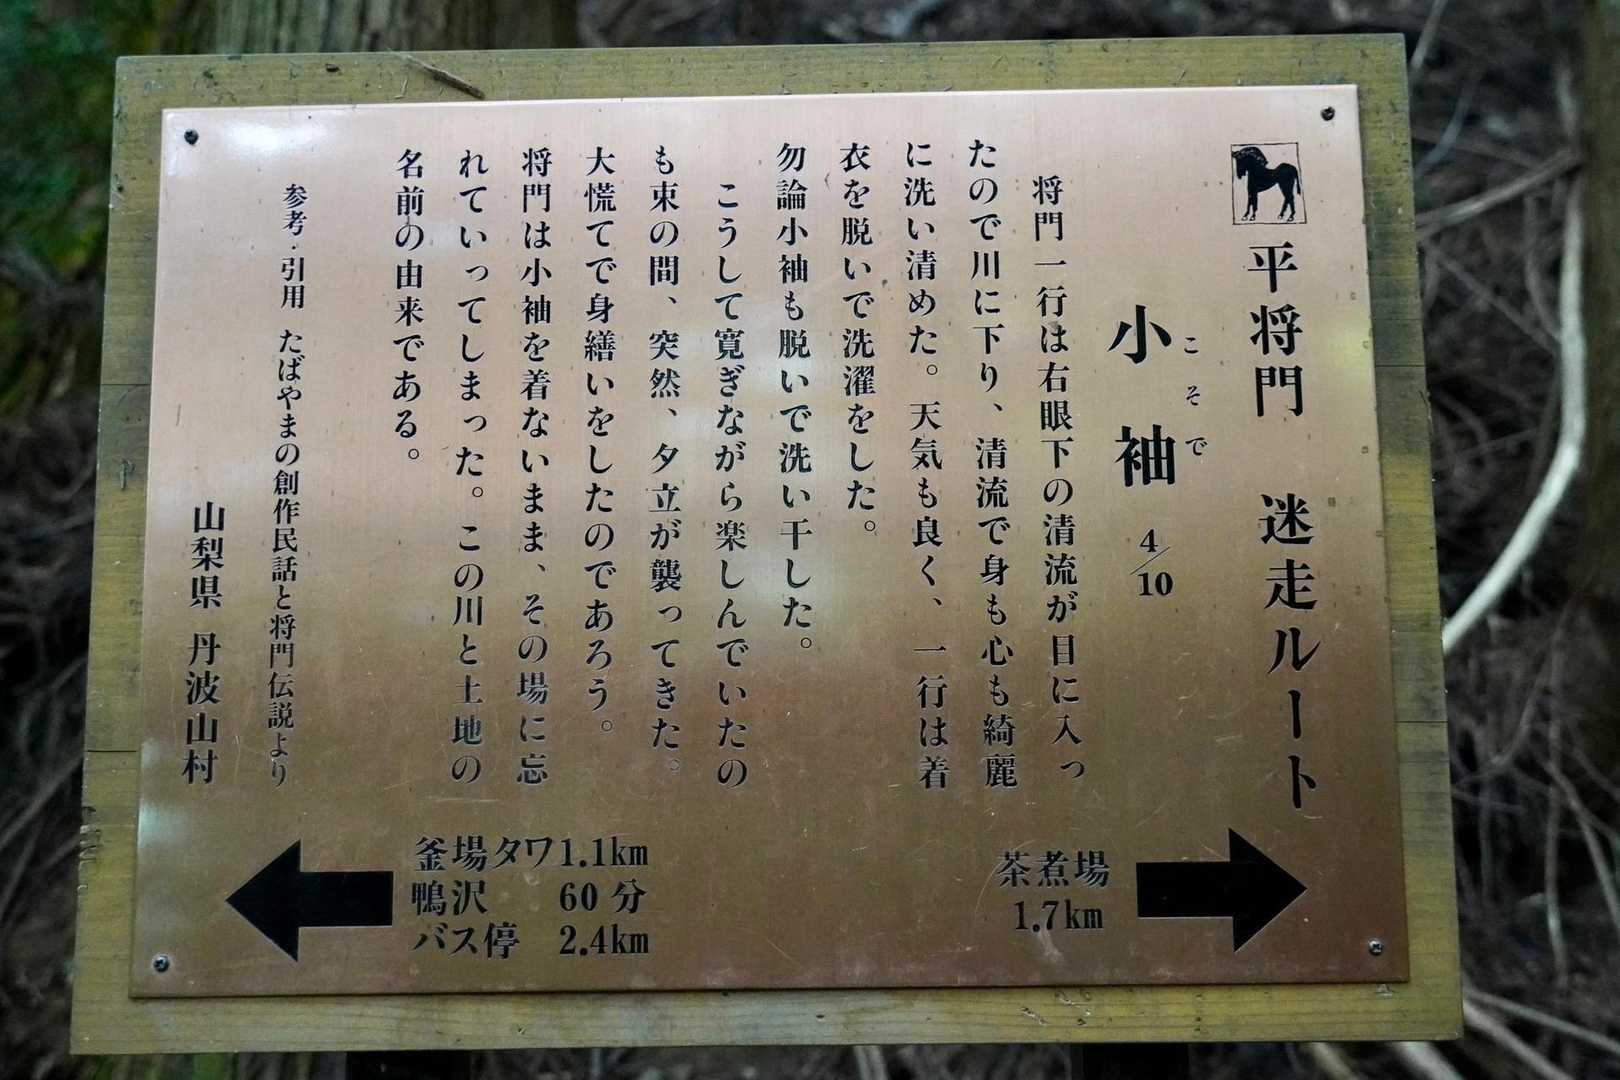 平将門　迷走ルート
こそで
小袖 4/10
将門一行は右眼下の清流が目に入っ
たので川に下り、清流で身も心も綺麗
に洗い清めた。天気も良く、一行は着
衣を脱いで洗濯をした。
勿論小袖も脱いで洗い干した。
こうして寛ぎながら楽しんでいたの
も束の間、突然、夕立が襲ってきた。
大慌てで身繕いをしたのであろう。
将門は小袖を着ないまま、その場に忘
れていってしまった。この川と土地の
名前の由来である。
参考・引用　たばやまの創作民話と将門伝説より
山梨県　丹波山村
釜場タワ1.1km
鴨沢　60分
バス停　2.4km
茶煮場
1.7km